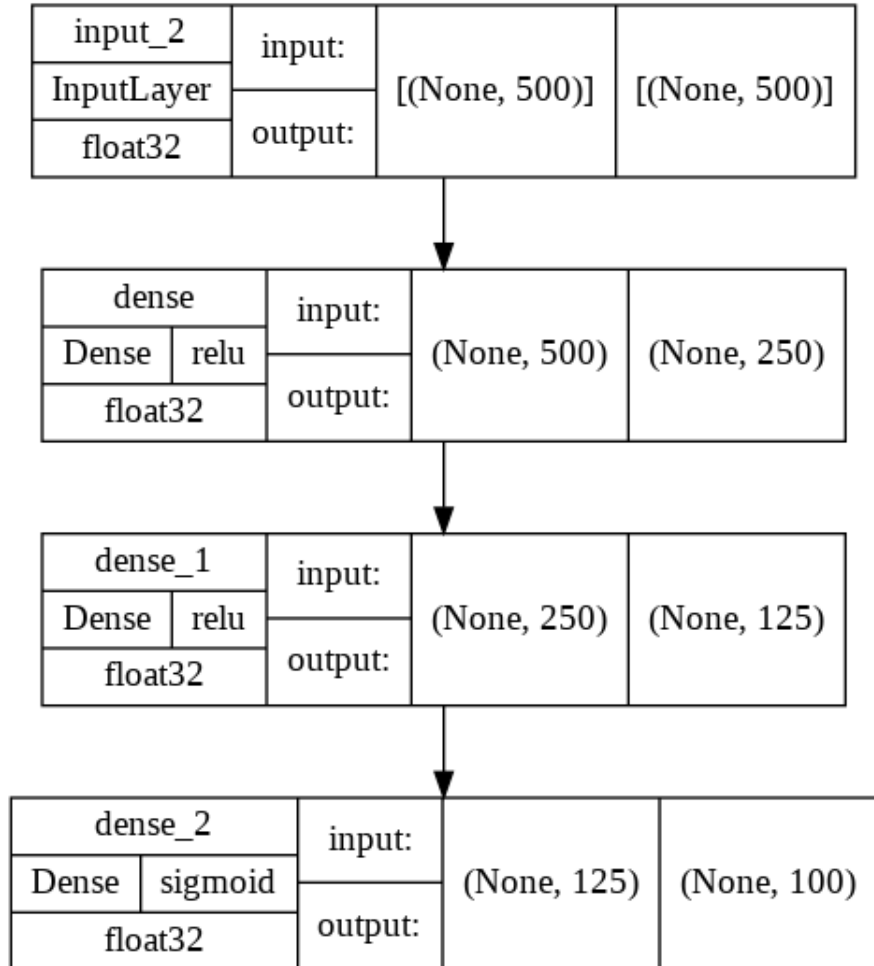 input_2
InputLayer
float32
input:
output:
[(None, 500)]
[(None, 500)]
dense
Dense
relu
float32
input:
output:
(None, 500)
(None, 250)
dense_1
Dense
relu
float32
input:
output:
(None, 250)
(None, 125)
dense_2
Dense
sigmoid
float32
input:
output:
(None, 125)
(None, 100)